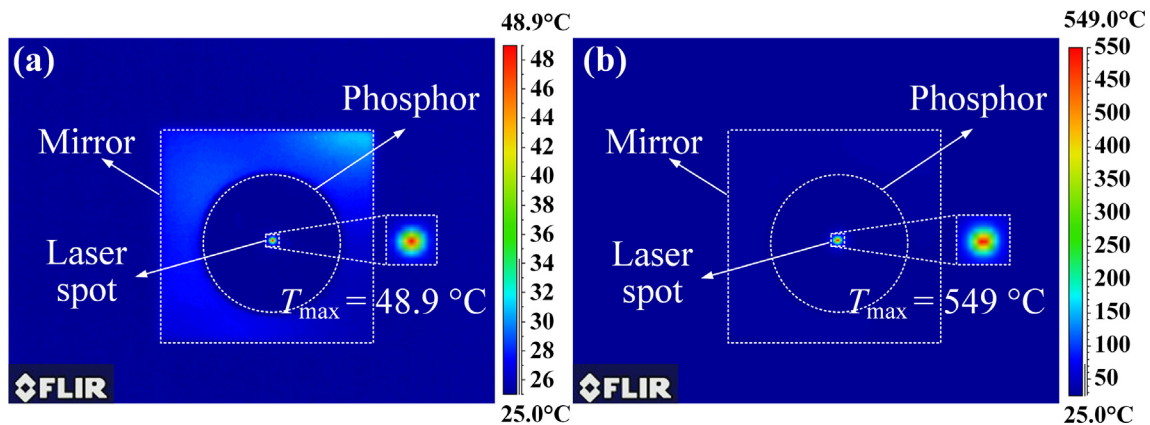 (a)
Phosphor
Mirror
Laser
spot
Tmax = 48.9 °C
FLIR
48.9°C
48
46
44
42
40
38
36
34
32
30
28
26
25.0°C
(b)
Phosphor
Mirror
Laser
spot
Tmax = 549 °C
FLIR
549.0°C
550
500
450
400
350
300
250
200
150
100
50
25.0°C